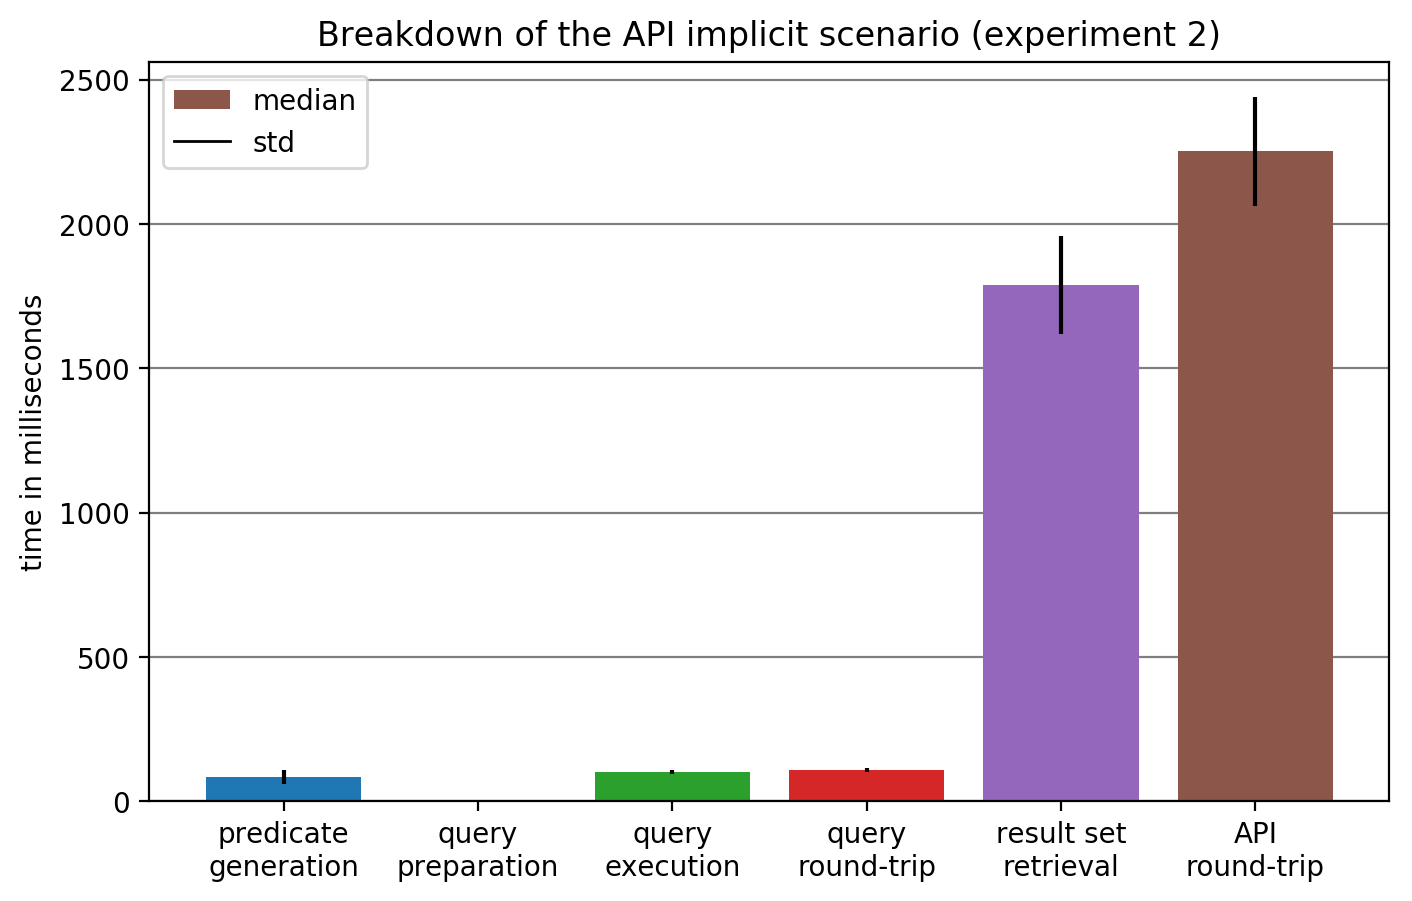 Breakdown of the API implicit scenario (experiment 2)
median
std
time in milliseconds
2500
2000
1500
1000
500
0
predicate
generation
query
preparation
query
execution
query
round-trip
result set
retrieval
API
round-trip